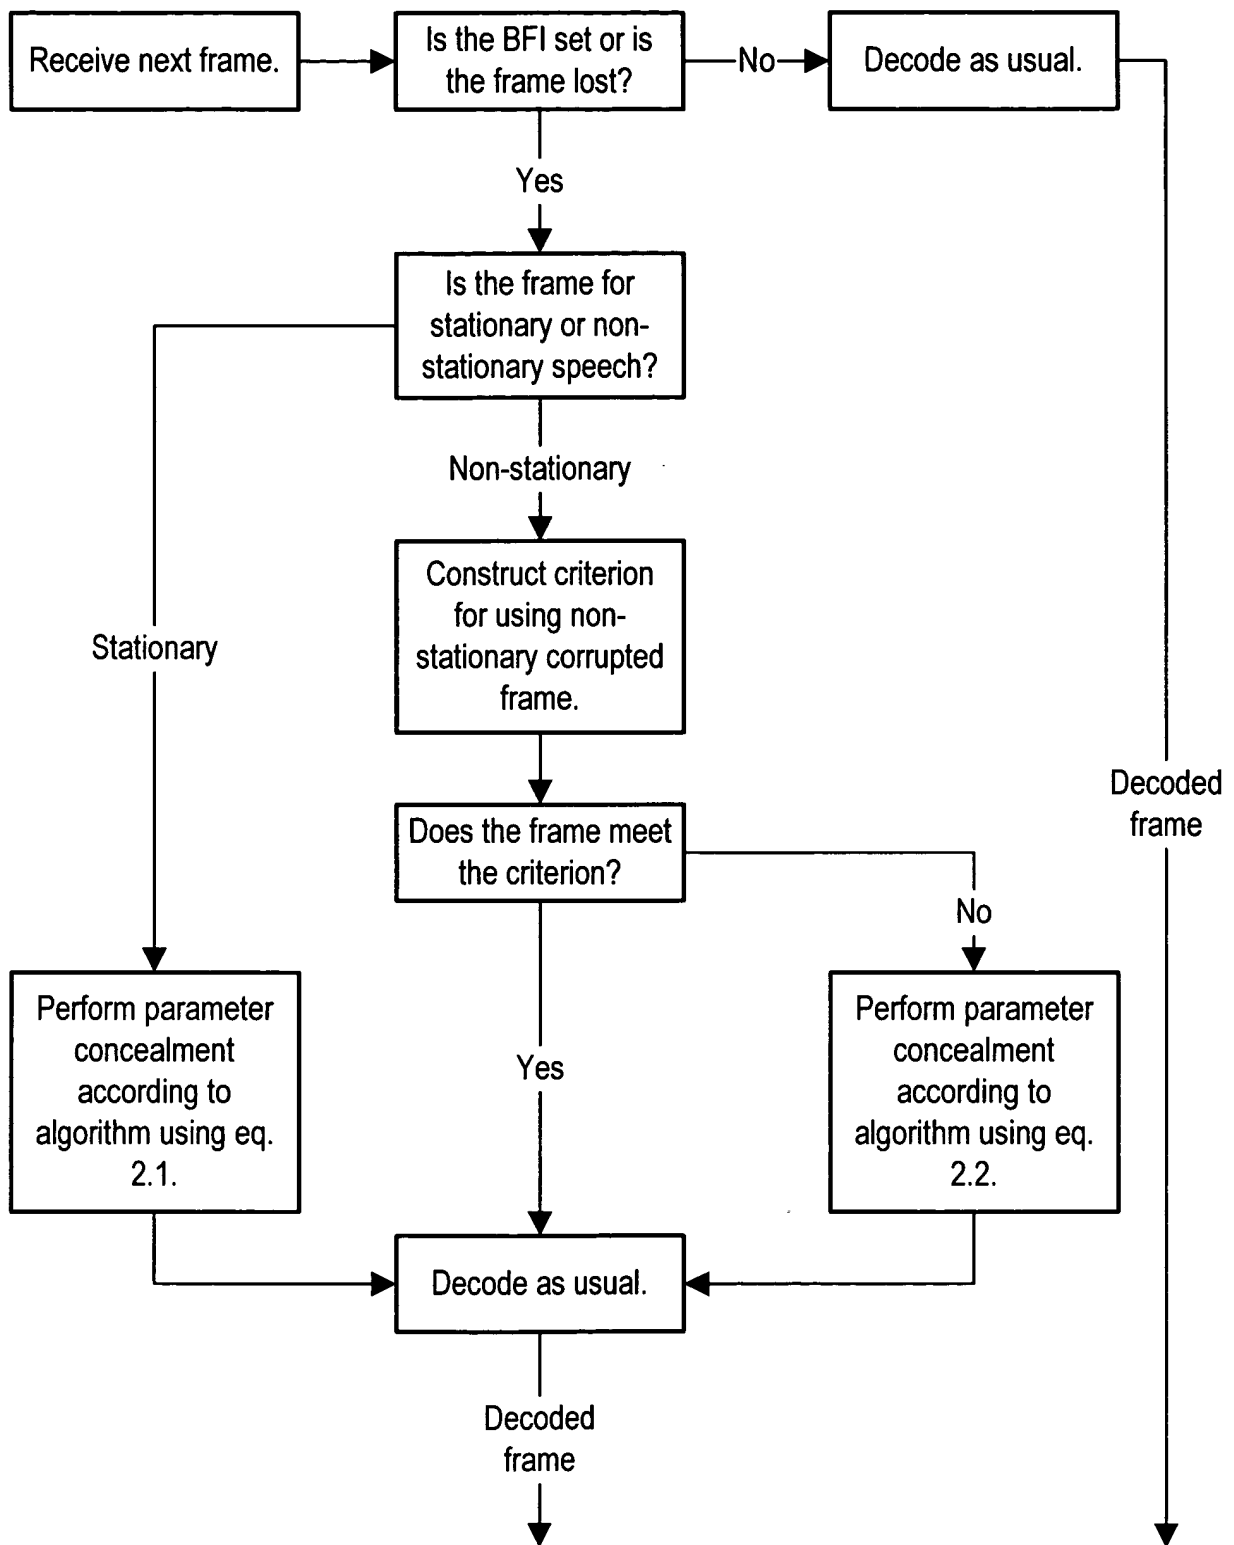 Receive next frame.
Is the BFI set or is
the frame lost?
No
Decode as usual.
Yes
Is the frame for
stationary or non-
stationary speech?
Non-stationary
Stationary
Construct criterion
for using non-
stationary corrupted
frame.
Decoded
frame
Does the frame meet
the criterion?
No
Yes
Perform parameter
concealment
according to
algorithm using eq.
2.1.
Perform parameter
concealment
according to
algorithm using eq.
2.2.
Decode as usual.
Decoded
frame